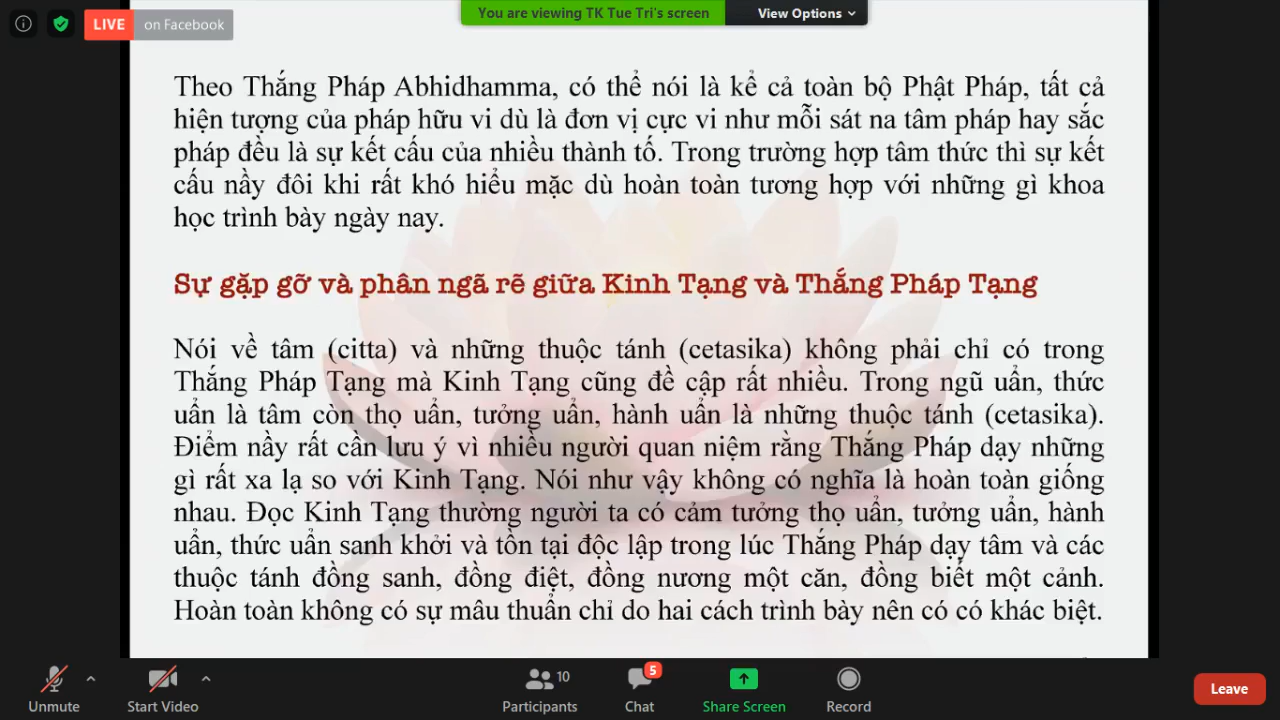 You are viewing TK Tue Tri's screen
View Options
LIVE on Facebook
Theo Thắng Pháp Abhidhamma, có thể nói là kể cả toàn bộ Phật Pháp, tất cả
hiện tượng của pháp hữu vi dù là đơn vị cực vi như mỗi sát na tâm pháp hay sắc
pháp đều là sự kết cấu của nhiều thành tố. Trong trường hợp tâm thức thì sự kết
cấu nầy đôi khi rất khó hiểu mặc dù hoàn toàn tương hợp với những gì khoa
học trình bày ngày nay.
Sự gặp gỡ và phân ngã rẽ giữa Kinh Tạng và Thắng Pháp Tạng
Nói về tâm (citta) và những thuộc tánh (cetasika) không phải chỉ có trong
Thắng Pháp Tạng mà Kinh Tạng cũng đề cập rất nhiều. Trong ngũ uẩn, thức
uẩn là tâm còn thọ uẩn, tưởng uẩn, hành uẩn là những thuộc tánh (cetasika).
Điểm nầy rất cần lưu ý vì nhiều người quan niệm rằng Thắng Pháp dạy những
gì rất xa lạ so với Kinh Tạng. Nói như vậy không có nghĩa là hoàn toàn giống
nhau. Đọc Kinh Tạng thường người ta có cảm tưởng thọ uẩn, tưởng uẩn, hành
uẩn, thức uẩn sanh khởi và tồn tại độc lập trong lúc Thắng Pháp dạy tâm và các
thuộc tánh đồng sanh, đồng điệt, đồng nương một căn, đồng biết một cảnh.
Hoàn toàn không có sự mâu thuẩn chỉ do hai cách trình bày nên có có khác biệt.
10
5
Unmute
Start Video
Participants
Chat
Share Screen
Record
Leave